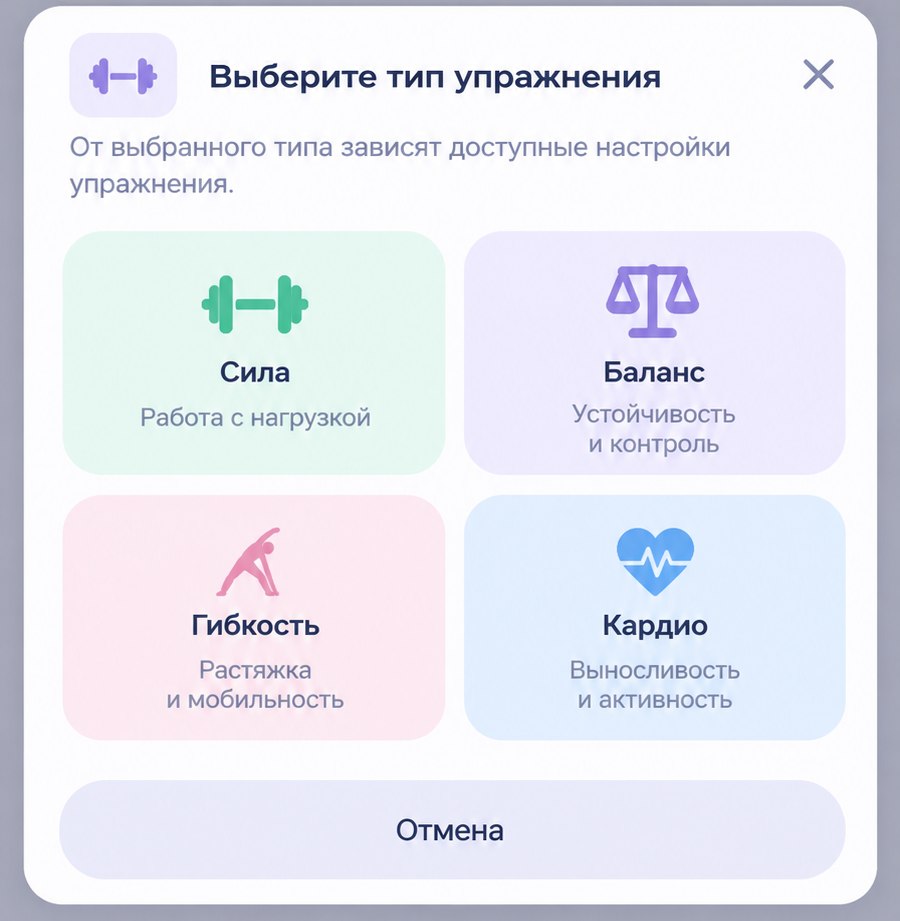 Выберите тип упражнения
От выбранного типа зависят доступные настройки
упражнения.
Сила
Работа с нагрузкой
Баланс
Устойчивость
и контроль
Гибкость
Растяжка
и мобильность
Кардио
Выносливость
и активность
Отмена